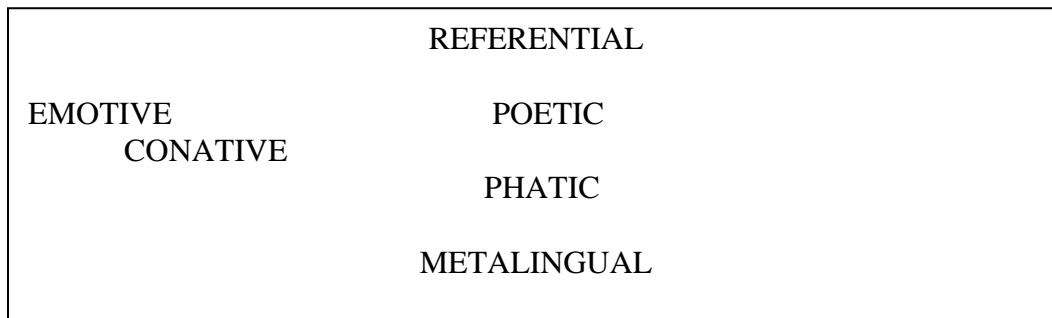 REFERENTIAL
EMOTIVE POETIC
CONATIVE
PHATIC
METALINGUAL